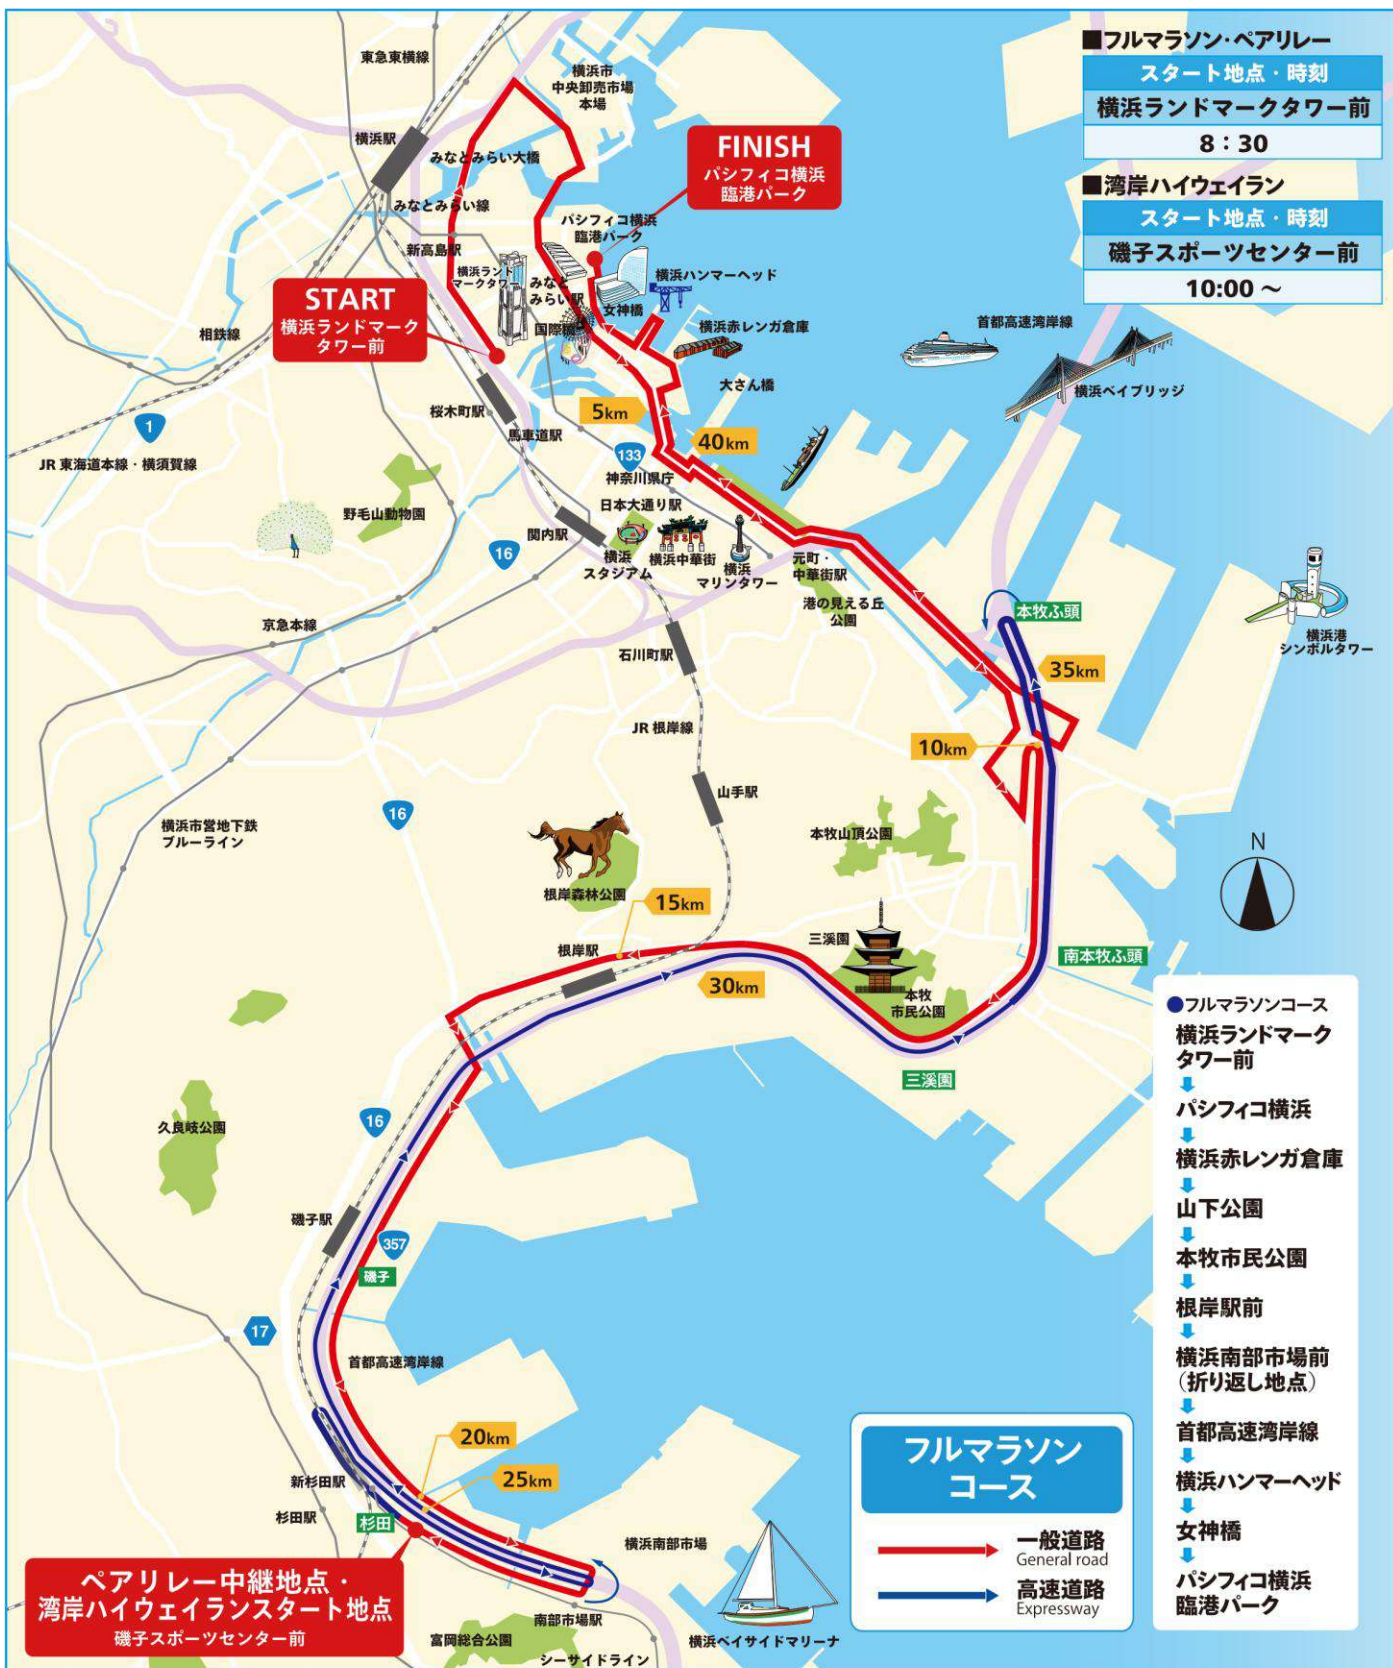 東急東横線
横浜市
中央卸売市場
本場
横浜駅
みなとみらい大橋
みなとみらい線
新高島駅
FINISH
パシフィコ横浜
臨港パーク
パシフィコ横浜
臨港パーク
横浜ランド
マークタワー
みなと
みらい駅
国際橋
女神橋
横浜ハンマーヘッド
横浜赤レンガ倉庫
大さん橋
START
横浜ランドマーク
タワー前
相鉄線
1
JR 東海道本線・横須賀線
桜木町駅
馬車道駅
5km
40km
133
神奈川県庁
日本大通り駅
野毛山動物園
関内駅
16
横浜
スタジアム
横浜中華街
横浜
マリンタワー
元町・
中華街駅
港の見える丘
公園
京急本線
石川町駅
JR 根岸線
山手駅
■フルマラソン・ペアリレー
スタート地点・時刻
横浜ランドマークタワー前
8：30
■湾岸ハイウェイラン
スタート地点・時刻
磯子スポーツセンター前
10:00 ～
首都高速湾岸線
横浜ベイブリッジ
本牧ふ頭
35km
10km
横浜港
シンボルタワー
横浜市営地下鉄
ブルーライン
16
根岸森林公園
15km
根岸駅
30km
本牧山頂公園
三溪園
本牧
市民公園
三溪園
南本牧ふ頭
N
久良岐公園
16
磯子駅
357
磯子
17
首都高速湾岸線
20km
25km
新杉田駅
杉田駅
杉田
ペアリレー中継地点・
湾岸ハイウェイランスタート地点
磯子スポーツセンター前
横浜南部市場
南部市場駅
富岡総合公園
シーサイドライン
横浜ベイサイドマリーナ
フルマラソン
コース
一般道路
General road
高速道路
Expressway
●フルマラソンコース
横浜ランドマーク
タワー前
パシフィコ横浜
横浜赤レンガ倉庫
山下公園
本牧市民公園
根岸駅前
横浜南部市場前
（折り返し地点）
首都高速湾岸線
横浜ハンマーヘッド
女神橋
パシフィコ横浜
臨港パーク